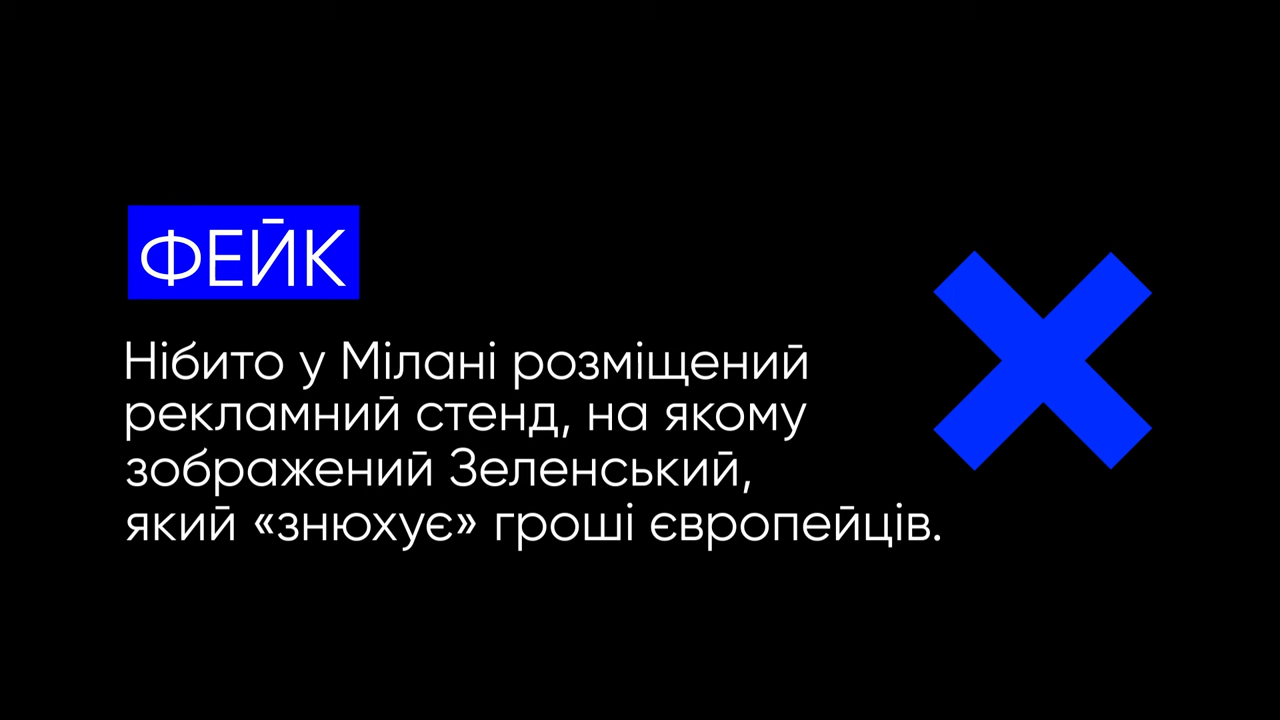 ФЕЙК
Нібито у Мілані розміщений
рекламний стенд, на якому
зображений Зеленський,
який «знюхує» гроші європейців.